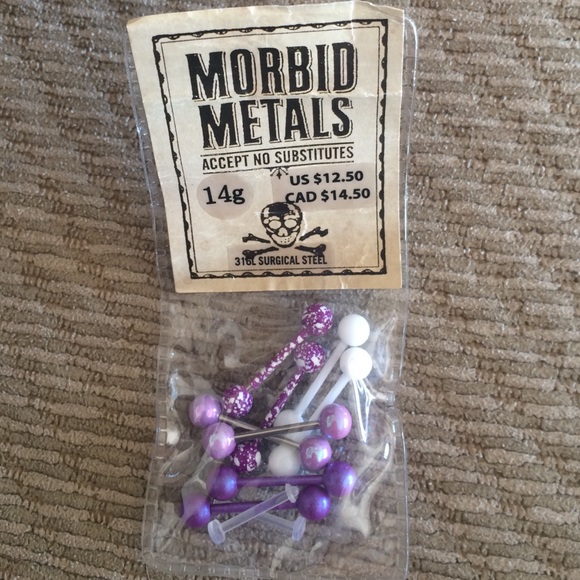 MORBID
METALS
ACCEPT NO SUBSTITUTES
14g
US $12.50
CAD $14.50
316L SURGICAL STEEL